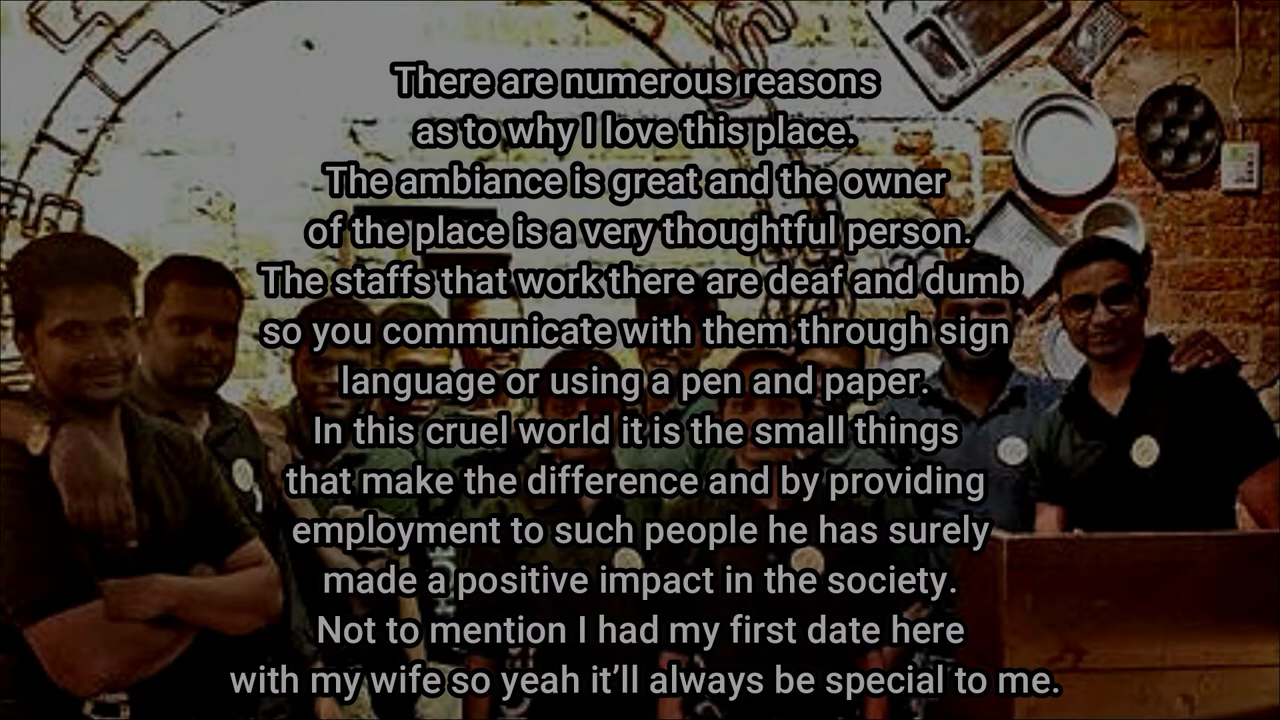 There are numerous reasons
as to why I love this place.
The ambiance is great and the owner
of the place is a very thoughtful person.
The staffs that work there are deaf and dumb
so you communicate with them through sign
language or using a pen and paper.
In this cruel world it is the small things
that make the difference and by providing
employment to such people he has surely
made a positive impact in the society.
Not to mention I had my first date here
with my wife so yeah it’ll always be special to me.